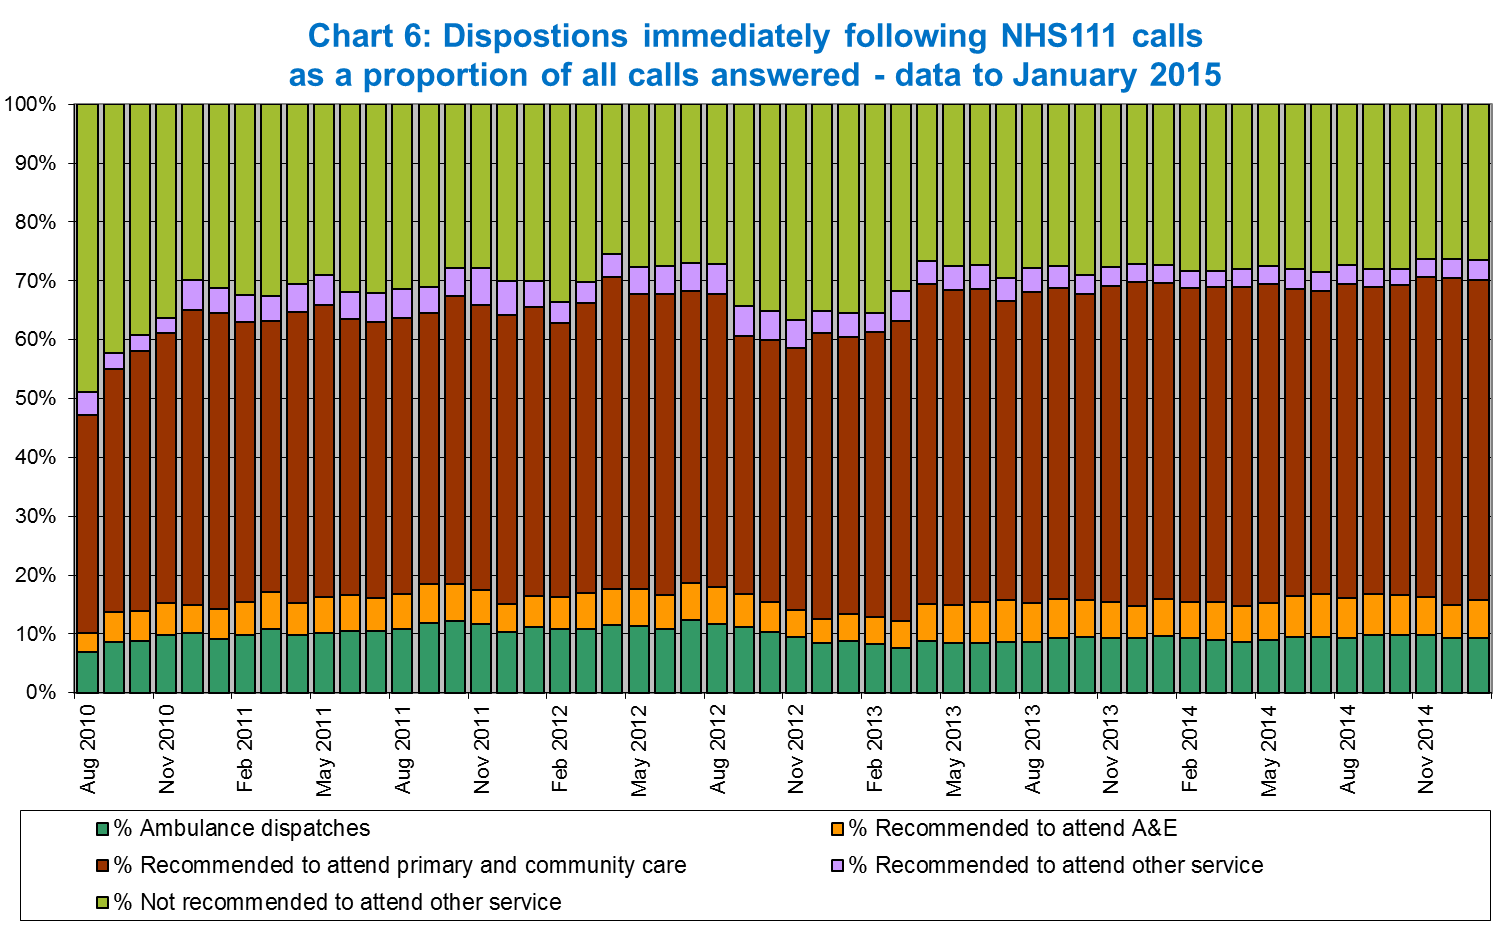 Chart 6: Dispostions immediately following NHS111 calls
as a proportion of all calls answered - data to January 2015
100%
90%
80%
70%
60%
50%
40%
30%
20%
10%
0%
Aug 2010
Nov 2010
Feb 2011
May 2011
Aug 2011
Nov 2011
Feb 2012
May 2012
Aug 2012
Nov 2012
Feb 2013
May 2013
Aug 2013
Nov 2013
Feb 2014
May 2014
Aug 2014
Nov 2014
% Ambulance dispatches
% Recommended to attend A&E
% Recommended to attend primary and community care
% Recommended to attend other service
% Not recommended to attend other service